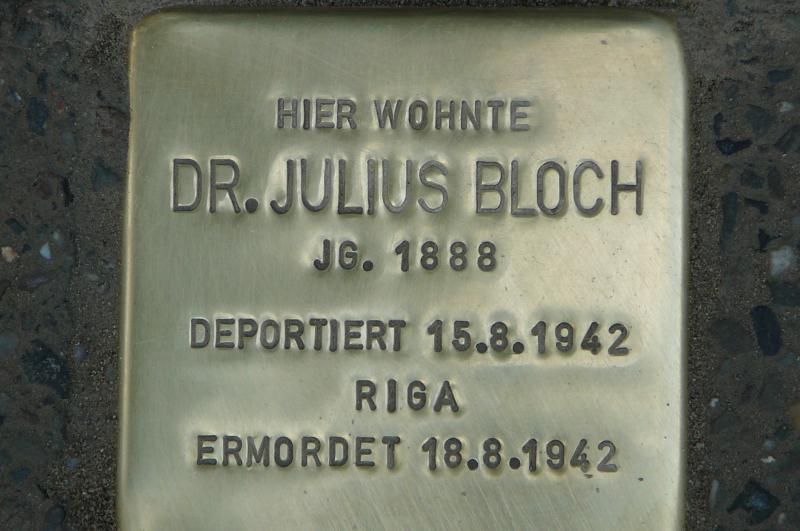 HIER WOHNTE
DR. JULIUS BLOCH
JG. 1888
DEPORTIERT 15.8.1942
RIGA
ERMORDET 18.8.1942